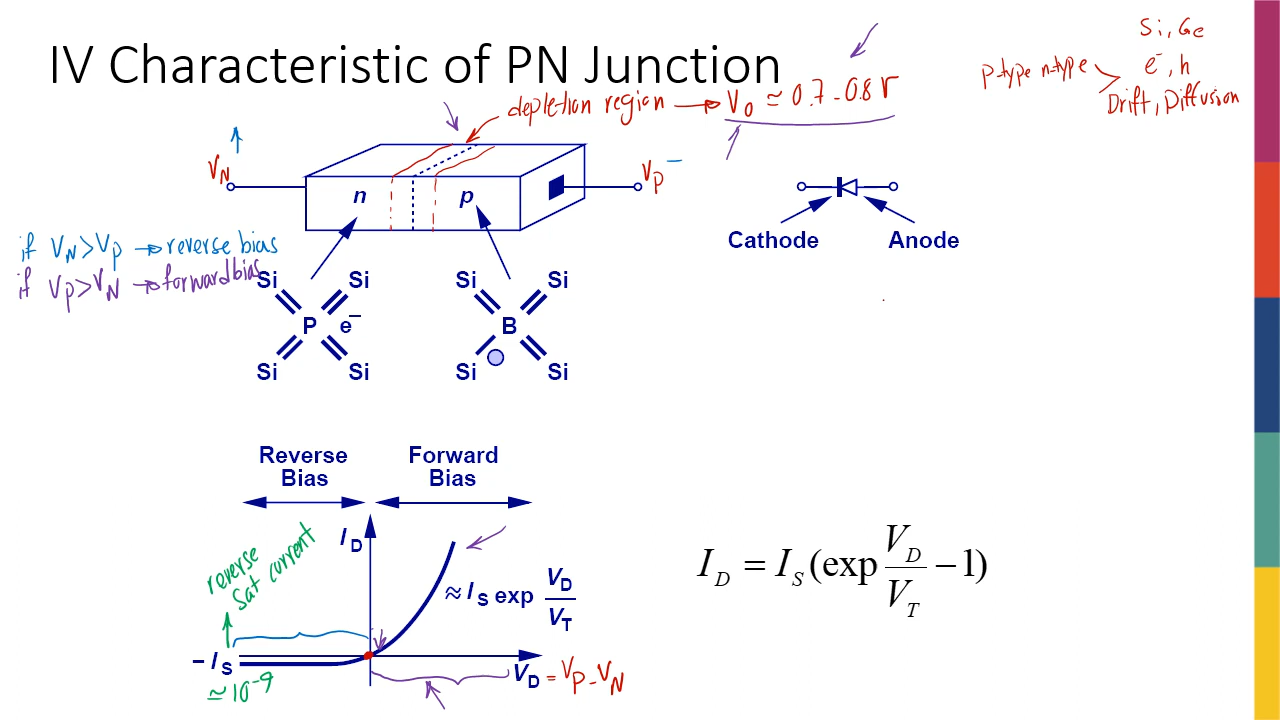 IV Characteristic of PN Junction
Si, Ge
p-type n-type
e⁻, h
Drift, Diffusion
depletion region → V₀ ≃ 0.7 - 0.8 V
V_N
n
p
V_P⁻
Cathode
Anode
if V_N > V_P → reverse bias
if V_P > V_N → forward bias
Si Si
P e⁻
Si Si
Si Si
B
Si Si
Reverse Bias
Forward Bias
reverse
sat current
I_D
≈ I_S exp V_D/V_T
I_D = I_S (exp V_D/V_T − 1)
− I_S
≃ 10⁻⁹
V_D = V_P - V_N